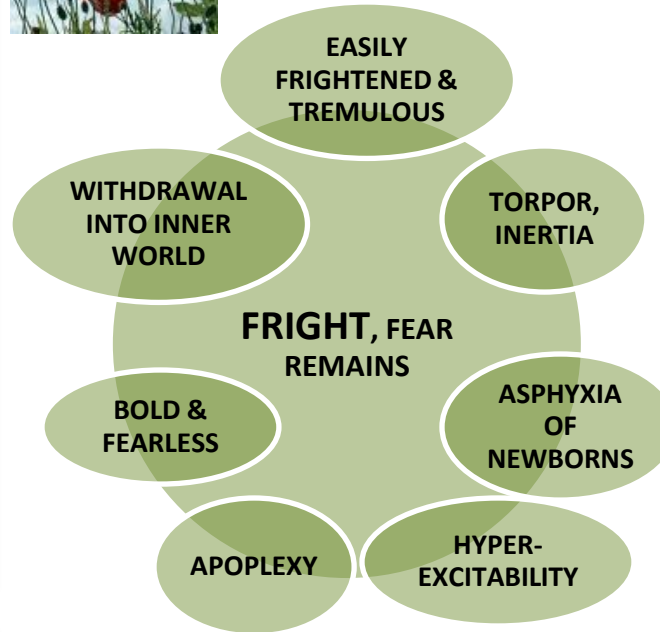 EASILY
FRIGHTENED &
TREMULOUS
WITHDRAWAL
INTO INNER
WORLD
TORPOR,
INERTIA
FRIGHT, FEAR
REMAINS
BOLD &
FEARLESS
ASPHYXIA
OF
NEWBORNS
APOPLEXY
HYPER-
EXCITABILITY